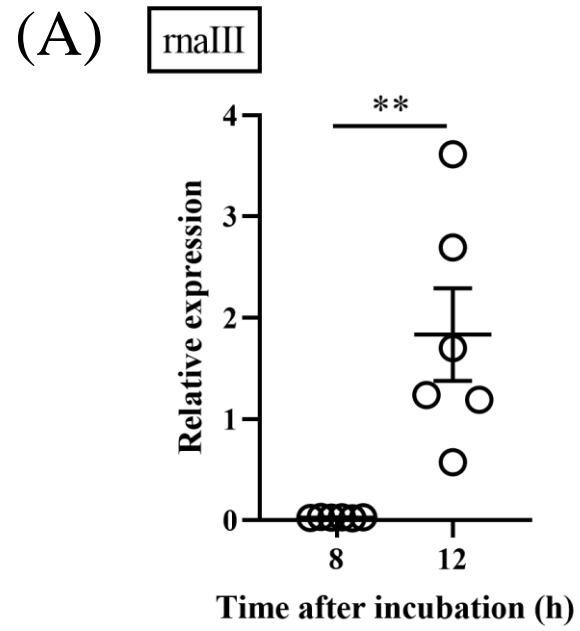 (A)
rnaIII
**
4
3
2
1
0
Relative expression
8 12
Time after incubation (h)